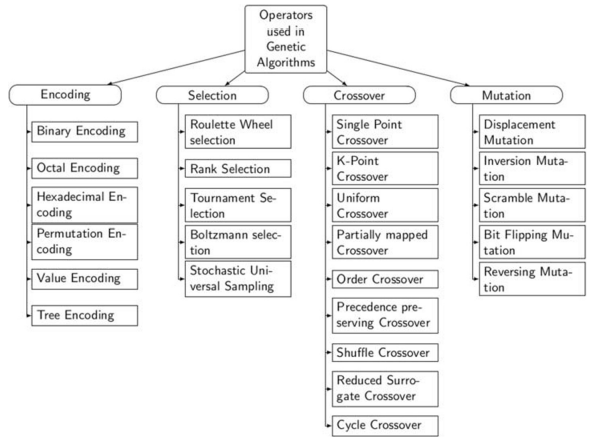 Operators
used in
Genetic
Algorithms
Encoding
Binary Encoding
Octal Encoding
Hexadecimal En-
coding
Permutation En-
coding
Value Encoding
Tree Encoding
Selection
Roulette Wheel
selection
Rank Selection
Tournament Se-
lection
Boltzmann selec-
tion
Stochastic Uni-
versal Sampling
Crossover
Single Point
Crossover
K-Point
Crossover
Uniform
Crossover
Partially mapped
Crossover
Order Crossover
Precedence pre-
serving Crossover
Shuffle Crossover
Reduced Surro-
gate Crossover
Cycle Crossover
Mutation
Displacement
Mutation
Inversion Muta-
tion
Scramble Muta-
tion
Bit Flipping Mu-
tation
Reversing Muta-
tion